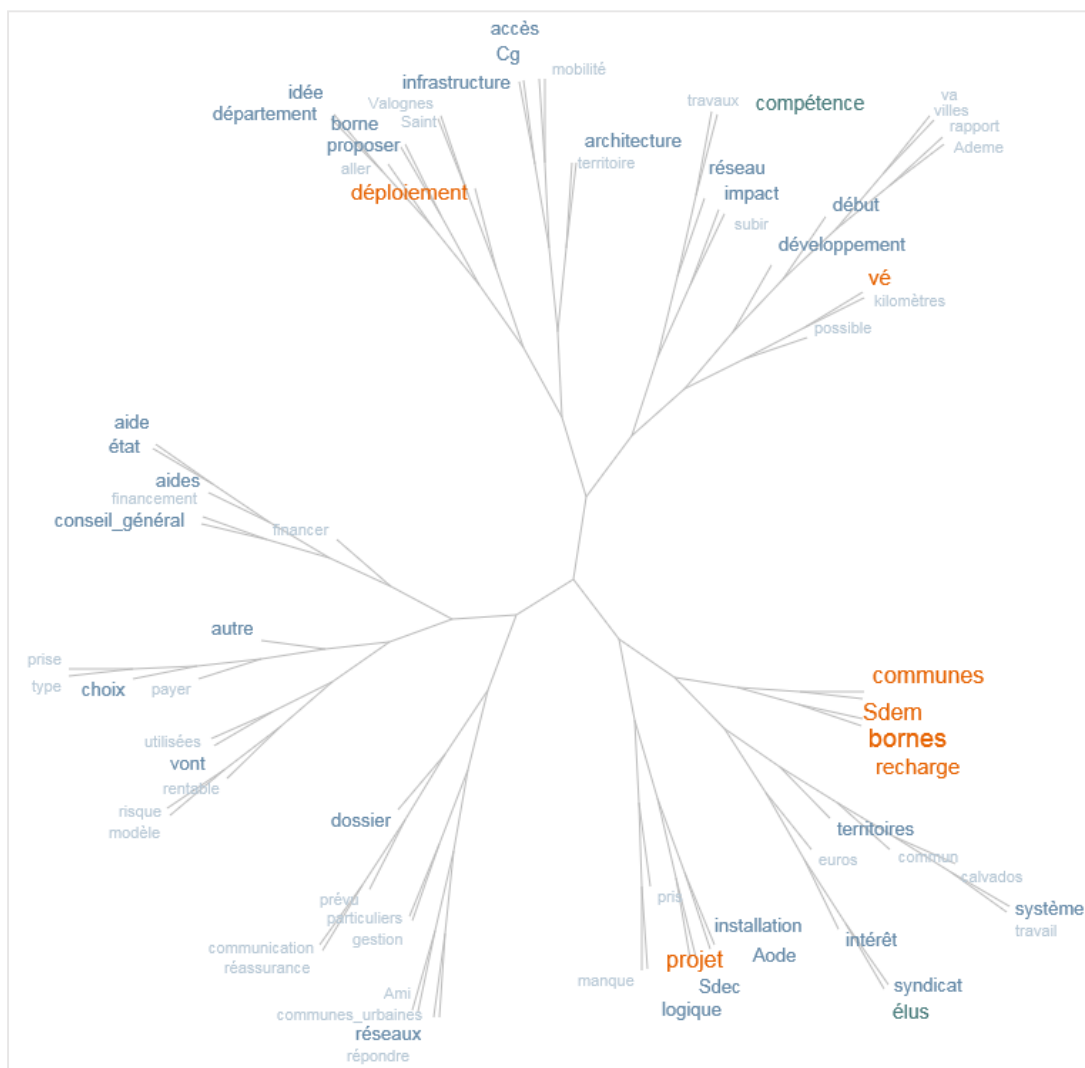 accès
Cg
mobilité
infrastructure
idée
Valognes
département
Saint
borne
proposer
aller
déploiement
architecture
territoire
travaux
compétence
réseau
impact
subir
va
villes
rapport
Ademe
début
développement
vé
kilomètres
possible
aide
état
aides
financement
conseil_général
financer
autre
prise
type
choix
payer
utilisées
vont
rentable
risque
modèle
dossier
prévu
particuliers
gestion
communication
réassurance
Ami
communes_urbaines
réseaux
répondre
communes
Sdem
bornes
recharge
territoires
euros
commun
calvados
système
travail
pris
installation
intérêt
Aode
projet
manque
Sdec
logique
syndicat
élus